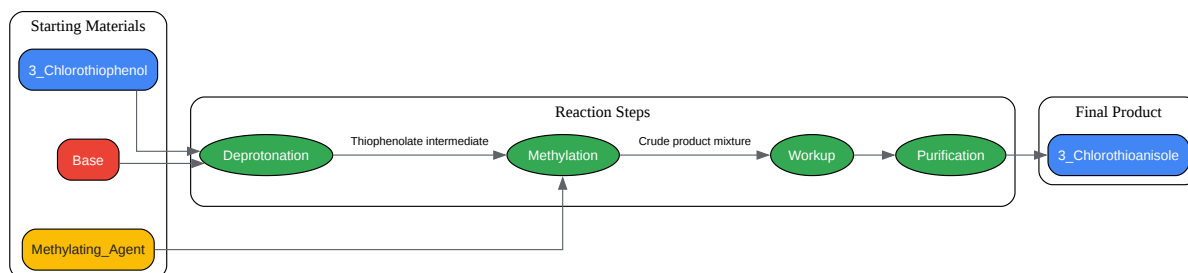 Starting Materials
3_Chlorothiophenol
Base
Methylating_Agent
Reaction Steps
Deprotonation
Thiophenolate intermediate
Methylation
Crude product mixture
Workup
Purification
Final Product
3_Chlorothioanisole